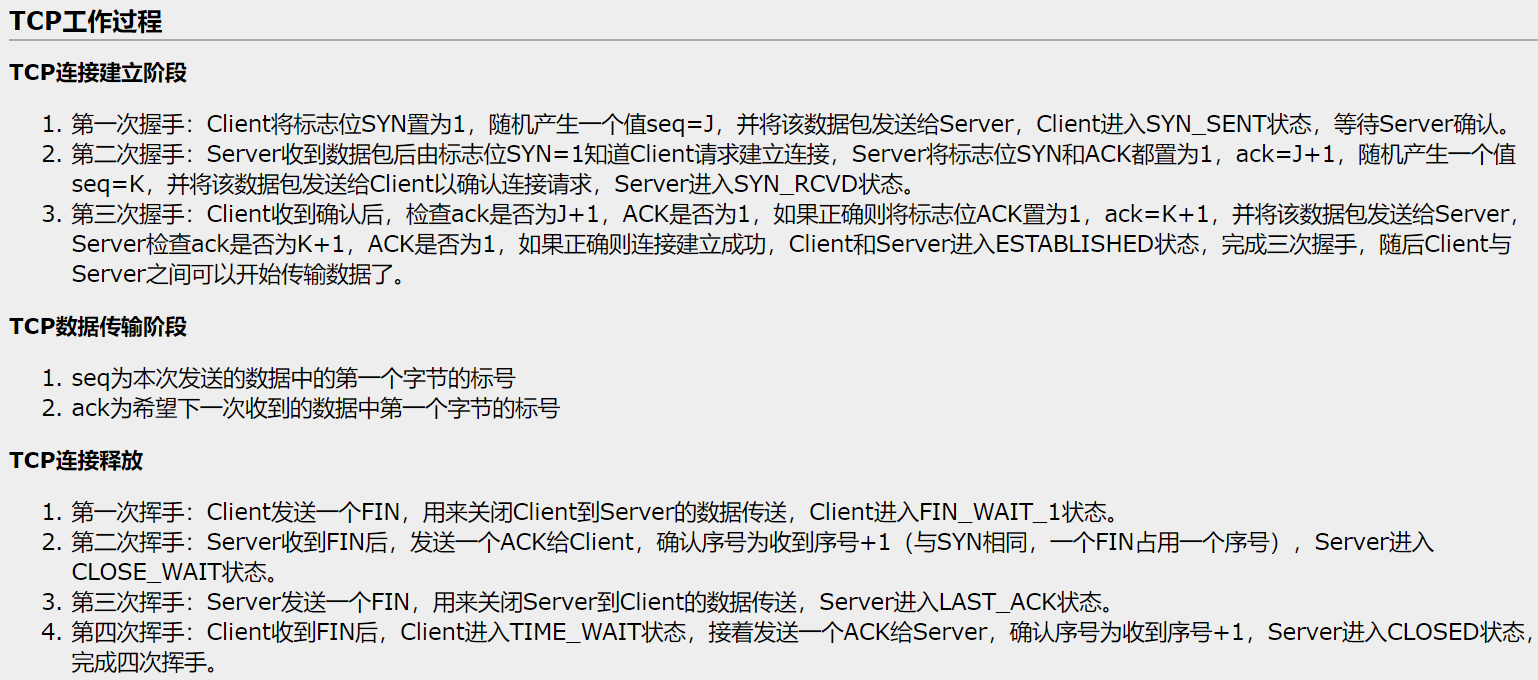 TCP工作过程
TCP连接建立阶段
1. 第一次握手：Client将标志位SYN置为1，随机产生一个值seq=J，并将该数据包发送给Server，Client进入SYN_SENT状态，等待Server确认。
2. 第二次握手：Server收到数据包后由标志位SYN=1知道Client请求建立连接，Server将标志位SYN和ACK都置为1，ack=J+1，随机产生一个值
seq=K，并将该数据包发送给Client以确认连接请求，Server进入SYN_RCVD状态。
3. 第三次握手：Client收到确认后，检查ack是否为J+1，ACK是否为1，如果正确则将标志位ACK置为1，ack=K+1，并将该数据包发送给Server，
Server检查ack是否为K+1，ACK是否为1，如果正确则连接建立成功，Client和Server进入ESTABLISHED状态，完成三次握手，随后Client与
Server之间可以开始传输数据了。
TCP数据传输阶段
1. seq为本次发送的数据中的第一个字节的标号
2. ack为希望下一次收到的数据中第一个字节的标号
TCP连接释放
1. 第一次挥手：Client发送一个FIN，用来关闭Client到Server的数据传送，Client进入FIN_WAIT_1状态。
2. 第二次挥手：Server收到FIN后，发送一个ACK给Client，确认序号为收到序号+1（与SYN相同，一个FIN占用一个序号），Server进入
CLOSE_WAIT状态。
3. 第三次挥手：Server发送一个FIN，用来关闭Server到Client的数据传送，Server进入LAST_ACK状态。
4. 第四次挥手：Client收到FIN后，Client进入TIME_WAIT状态，接着发送一个ACK给Server，确认序号为收到序号+1，Server进入CLOSED状态，
完成四次挥手。